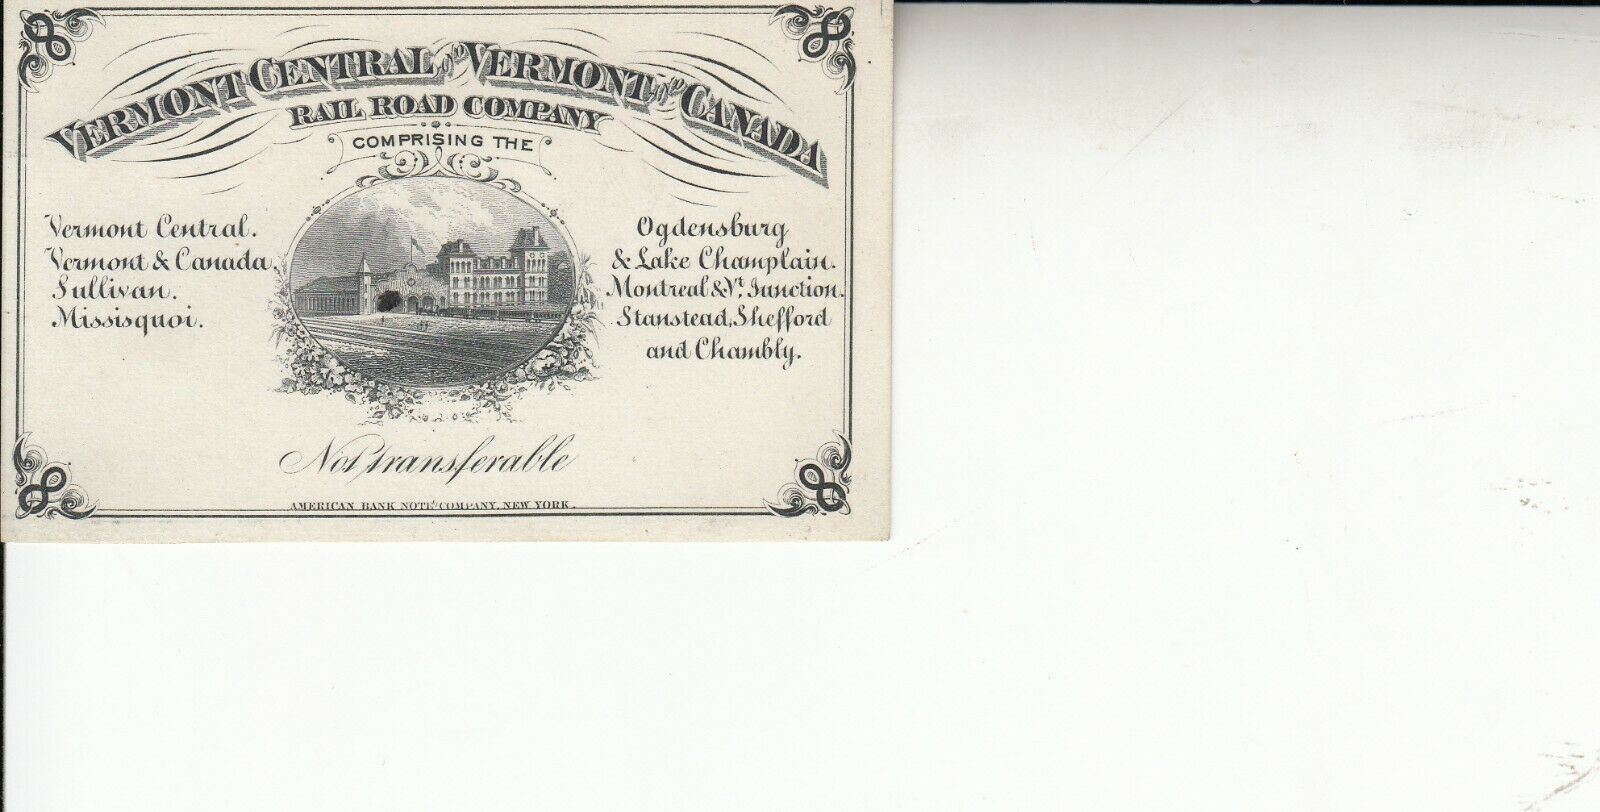 VERMONT CENTRAL AND VERMONT AND CANADA
RAIL ROAD COMPANY
COMPRISING THE
Vermont Central.
Vermont & Canada,
Sullivan.
Missisquoi.
Ogdensburg
& Lake Champlain.
Montreal & Vt. Junction.
Stanstead, Shefford
and Chambly.
Not transferable
AMERICAN BANK NOTE COMPANY, NEW YORK.